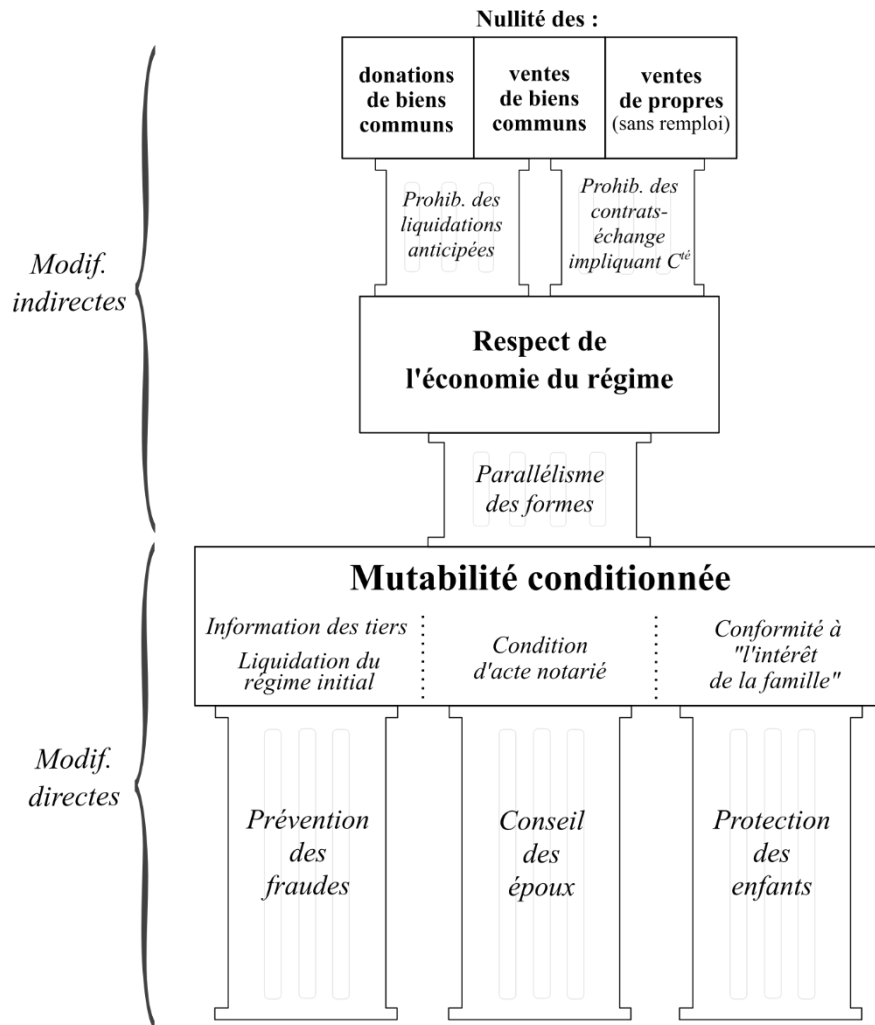 Nullité des :
donations
de biens
communs
ventes
de biens
communs
ventes
de propres
(sans remploi)
Prohib. des
liquidations
anticipées
Prohib. des
contrats-
échange
impliquant Cté
Modif.
indirectes
Respect de
l'économie du régime
Parallélisme
des formes
Mutabilité conditionnée
Information des tiers
Liquidation du
régime initial
Condition
d'acte notarié
Conformité à
"l'intérêt
de la famille"
Modif.
directes
Prévention
des
fraudes
Conseil
des
époux
Protection
des
enfants